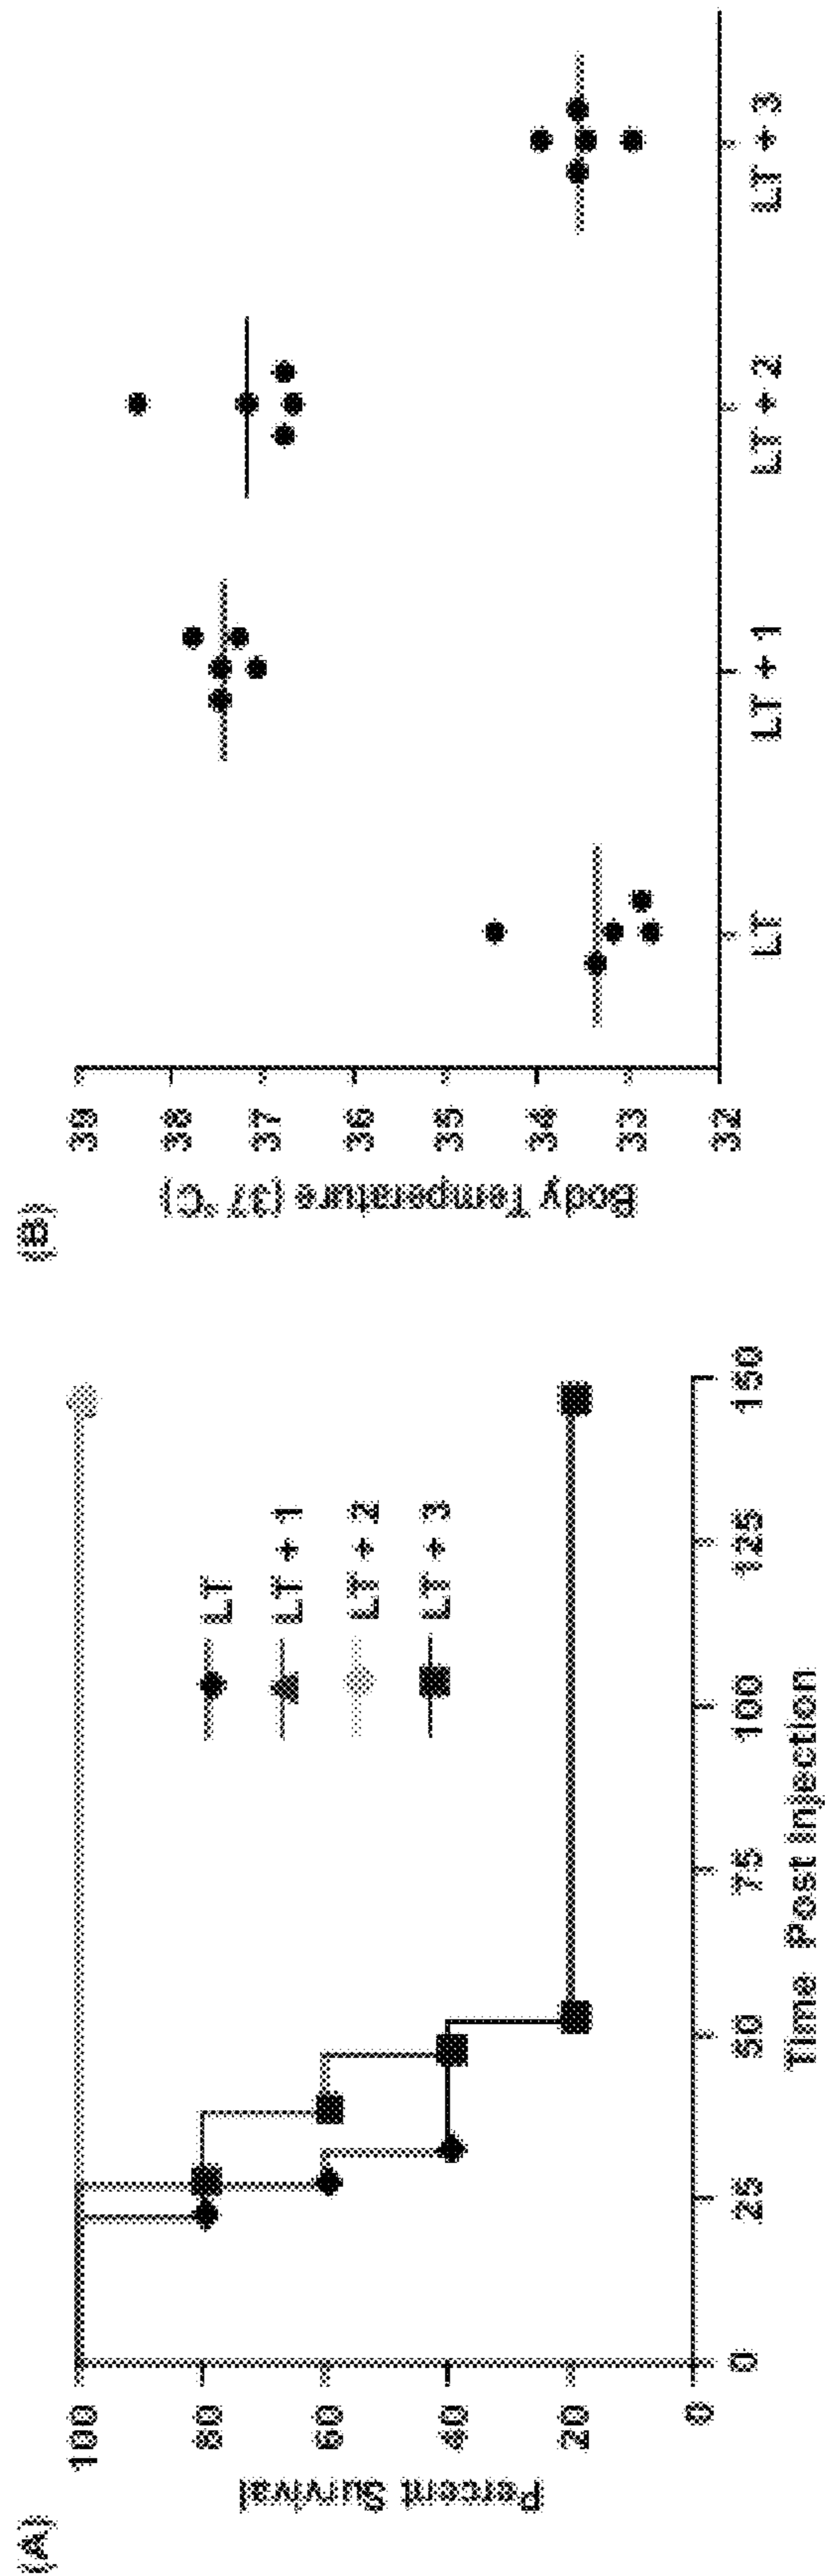 (A)
Percent Survival
100
80
60
40
20
0
0 25 50 75 100 125 150
Time Post Injection
LT
LT + 1
LT + 2
LT + 3
(B)
Body Temperature (37°C)
39
38
37
36
35
34
33
32
LT LT + 1 LT + 2 LT + 3